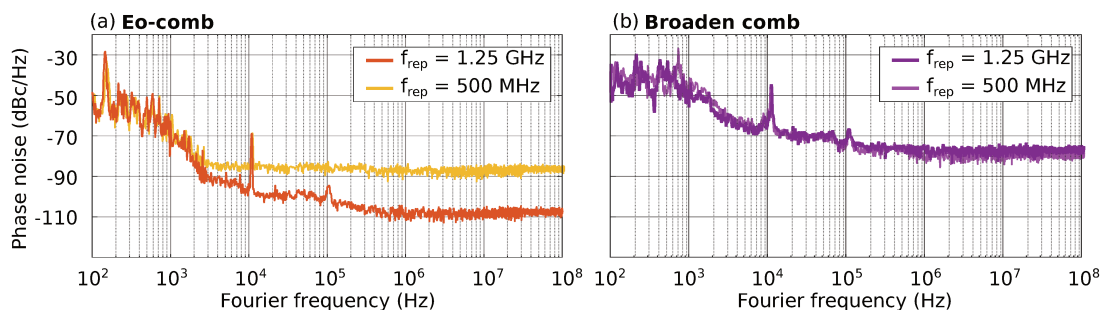 (a) Eo-comb
f_rep = 1.25 GHz
f_rep = 500 MHz
Phase noise (dBc/Hz)
-30
-50
-70
-90
-110
10^2 10^3 10^4 10^5 10^6 10^7 10^8
Fourier frequency (Hz)
(b) Broaden comb
f_rep = 1.25 GHz
f_rep = 500 MHz
10^2 10^3 10^4 10^5 10^6 10^7 10^8
Fourier frequency (Hz)